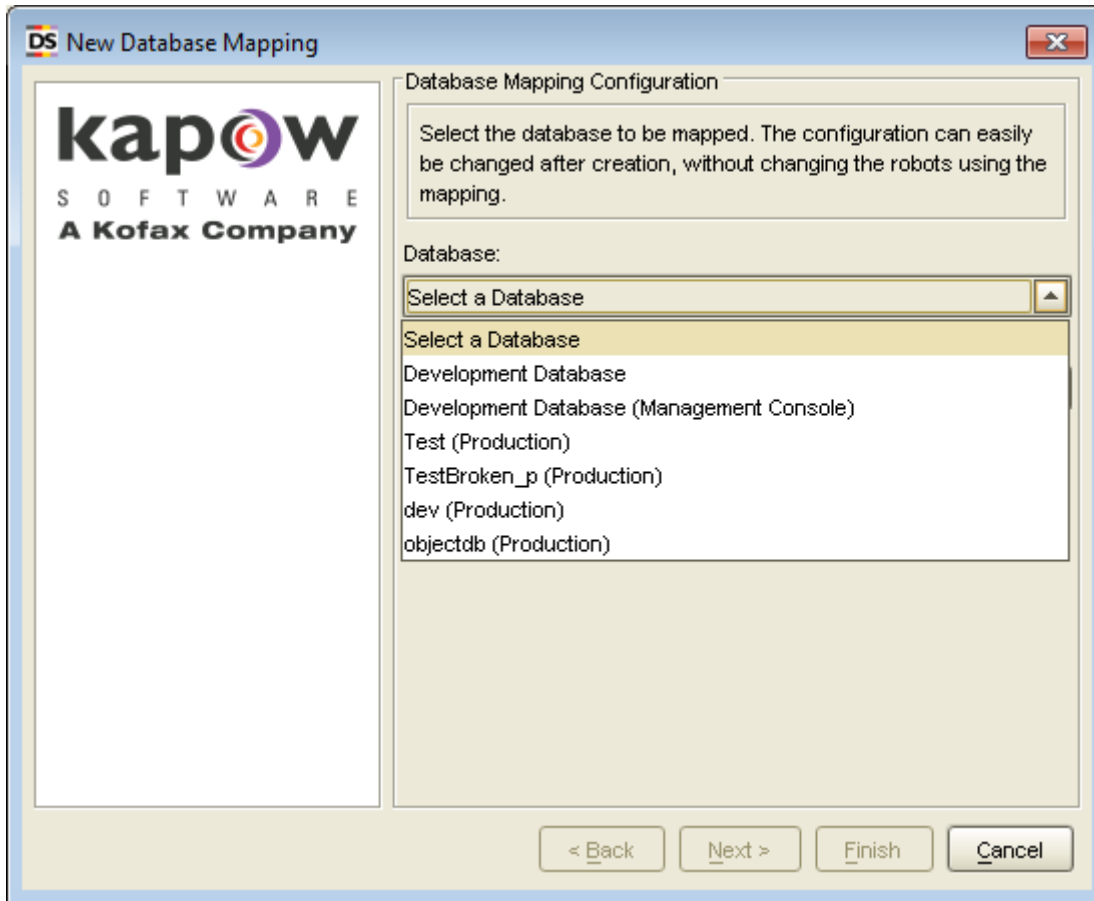 DS New Database Mapping
kapow
SOFTWARE
A Kofax Company
Database Mapping Configuration
Select the database to be mapped. The configuration can easily
be changed after creation, without changing the robots using the
mapping.
Database:
Select a Database
Select a Database
Development Database
Development Database (Management Console)
Test (Production)
TestBroken_p (Production)
dev (Production)
objectdb (Production)
< Back Next > Finish Cancel